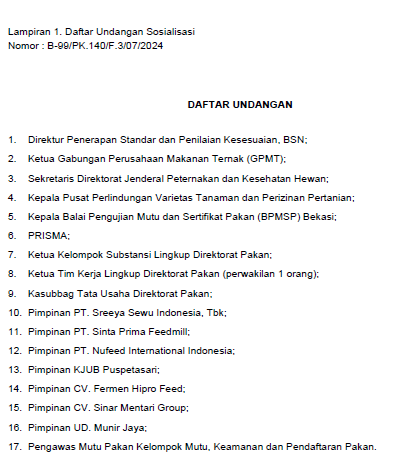 Lampiran 1. Daftar Undangan Sosialisasi
Nomor : B-99/PK.140/F.3/07/2024
DAFTAR UNDANGAN
1. Direktur Penerapan Standar dan Penilaian Kesesuaian, BSN;
2. Ketua Gabungan Perusahaan Makanan Ternak (GPMT);
3. Sekretaris Direktorat Jenderal Peternakan dan Kesehatan Hewan;
4. Kepala Pusat Perlindungan Varietas Tanaman dan Perizinan Pertanian;
5. Kepala Balai Pengujian Mutu dan Sertifikat Pakan (BPMSP) Bekasi;
6. PRISMA;
7. Ketua Kelompok Substansi Lingkup Direktorat Pakan;
8. Ketua Tim Kerja Lingkup Direktorat Pakan (perwakilan 1 orang);
9. Kasubbag Tata Usaha Direktorat Pakan;
10. Pimpinan PT. Sreeya Sewu Indonesia, Tbk;
11. Pimpinan PT. Sinta Prima Feedmill;
12. Pimpinan PT. Nufeed International Indonesia;
13. Pimpinan KJUB Puspetasari;
14. Pimpinan CV. Fermen Hipro Feed;
15. Pimpinan CV. Sinar Mentari Group;
16. Pimpinan UD. Munir Jaya;
17. Pengawas Mutu Pakan Kelompok Mutu, Keamanan dan Pendaftaran Pakan.